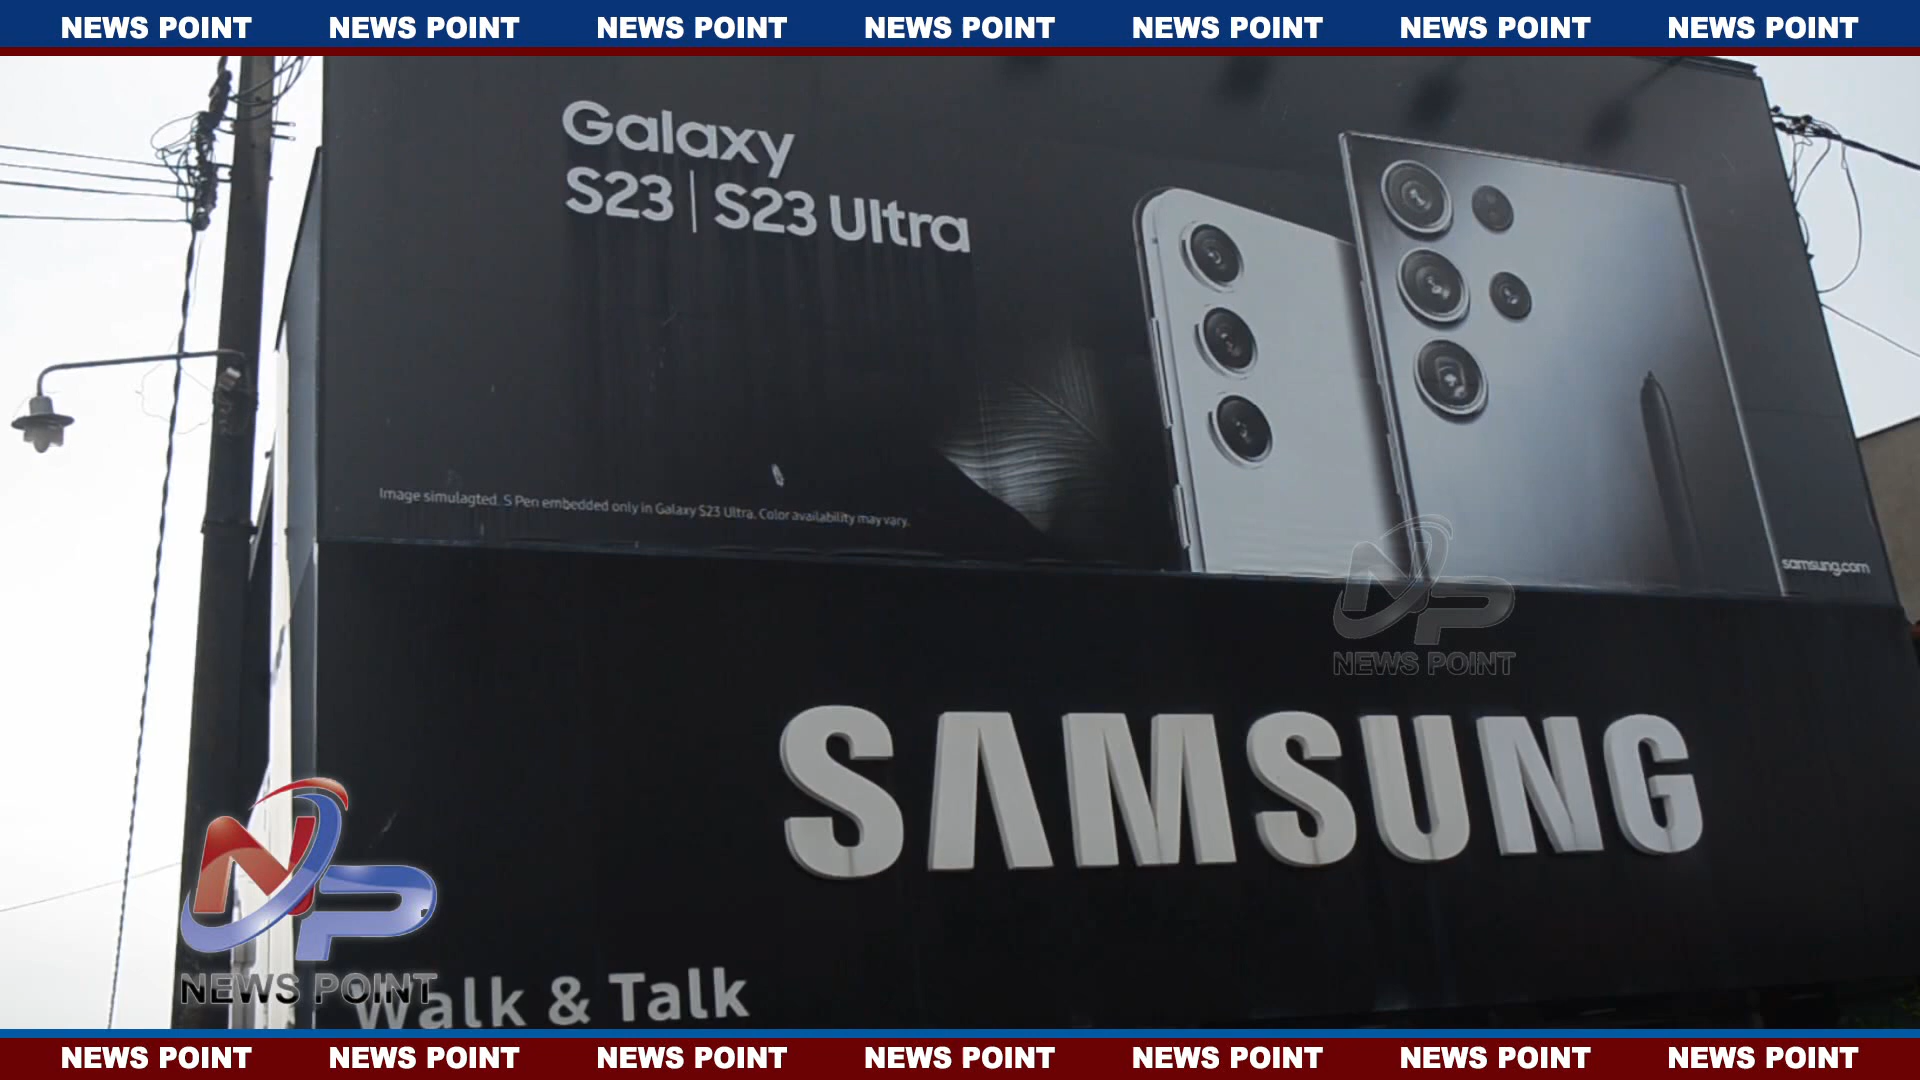 NEWS POINT NEWS POINT NEWS POINT NEWS POINT NEWS POINT NEWS POINT NEWS POINT
Galaxy
S23 | S23 Ultra
Image simulagted. S Pen embedded only in Galaxy S23 Ultra. Color availability may vary.
samsung.com
NP
NEWS POINT
SAMSUNG
NP
NEWS POINT
Walk & Talk
NEWS POINT NEWS POINT NEWS POINT NEWS POINT NEWS POINT NEWS POINT NEWS POINT